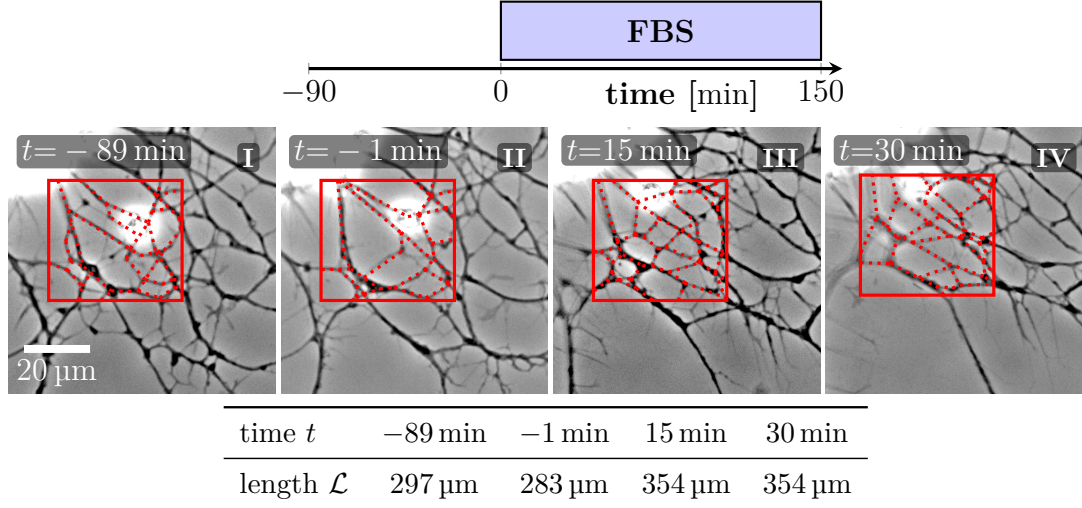 FBS
−90 0 time [min] 150
t= − 89 min I
t= − 1 min II
t=15 min III
t=30 min IV
20 µm
time t −89 min −1 min 15 min 30 min
length ℒ 297 µm 283 µm 354 µm 354 µm